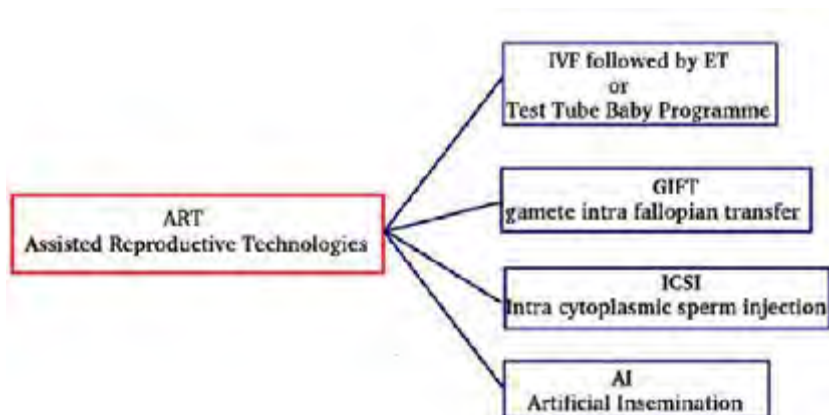 IVF followed by ET
or
Test Tube Baby Programme
GIFT
gamete intra fallopian transfer
ART
Assisted Reproductive Technologies
ICSI
Intra cytoplasmic sperm injection
AI
Artificial Insemination